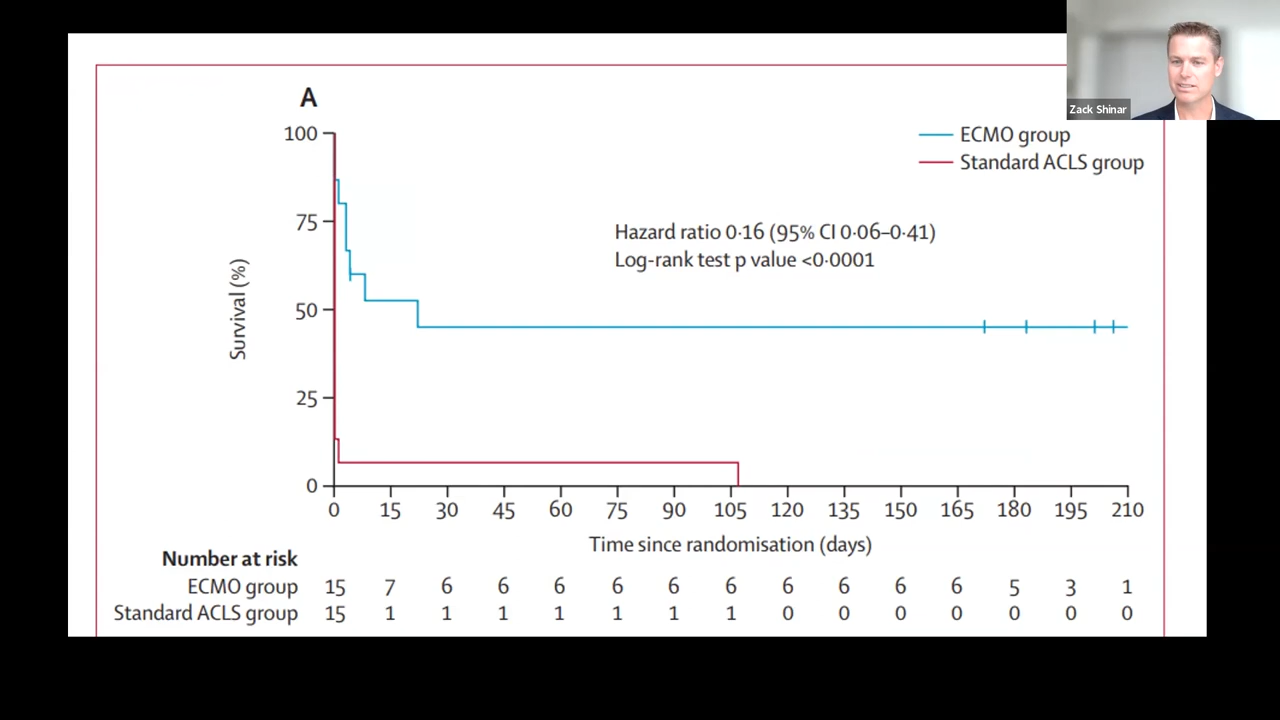 Zack Shinar
A
ECMO group
Standard ACLS group
Hazard ratio 0·16 (95% CI 0·06–0·41)
Log-rank test p value <0·0001
Survival (%)
100
75
50
25
0
0 15 30 45 60 75 90 105 120 135 150 165 180 195 210
Time since randomisation (days)
Number at risk
ECMO group 15 7 6 6 6 6 6 6 6 6 6 6 5 3 1
Standard ACLS group 15 1 1 1 1 1 1 1 0 0 0 0 0 0 0